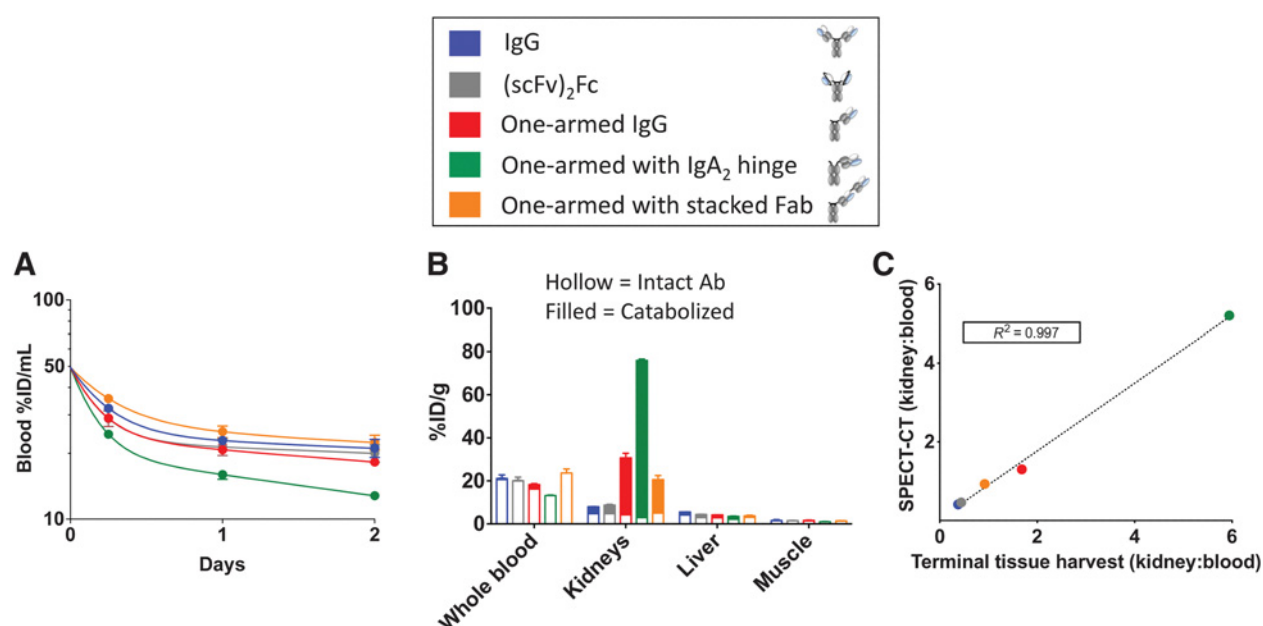 IgG
(scFv)₂Fc
One-armed IgG
One-armed with IgA₂ hinge
One-armed with stacked Fab
A
100
50
10
Blood %ID/mL
0
1
2
Days
B
Hollow = Intact Ab
Filled = Catabolized
100
80
60
40
20
0
%ID/g
Whole blood
Kidneys
Liver
Muscle
C
R² = 0.997
6
4
2
SPECT-CT (kidney:blood)
0
2
4
6
Terminal tissue harvest (kidney:blood)